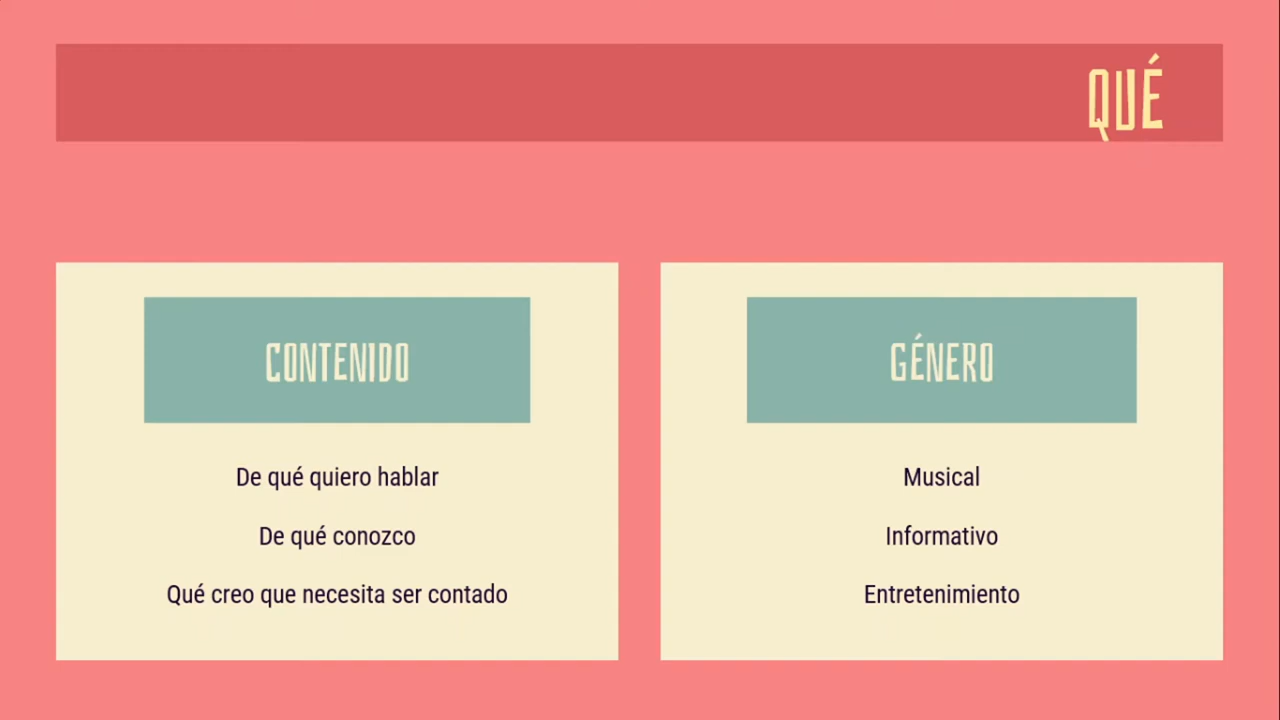 QUÉ
CONTENIDO
De qué quiero hablar
De qué conozco
Qué creo que necesita ser contado
GÉNERO
Musical
Informativo
Entretenimiento